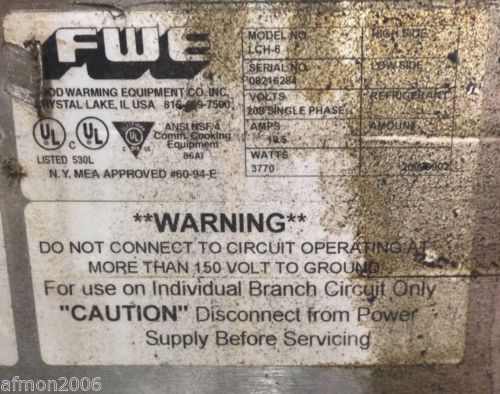 FWE
FOOD WARMING EQUIPMENT CO. INC.
CRYSTAL LAKE, IL USA
UL C UL
LISTED 530L
ANSI NSF/4
Comm. Cooking
Equipment
86AI
N.Y. MEA APPROVED #60-94-E
MODEL NO.
LCH-6
HIGH SIDE
SERIAL NO.
LOW SIDE
08216284
VOLTS
REFRIGERANT
208 SINGLE PHASE
AMPS
AMOUNT
WATTS
3770
**WARNING**
DO NOT CONNECT TO CIRCUIT OPERATING AT
MORE THAN 150 VOLT TO GROUND
For use on Individual Branch Circuit Only
"CAUTION" Disconnect from Power
Supply Before Servicing
afmon2006